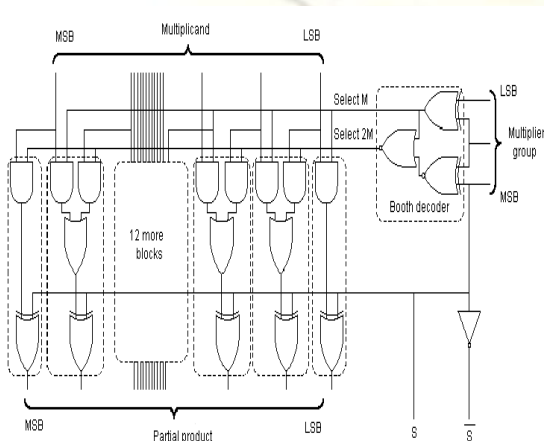 MSB
Multiplicand
LSB
Select M
Select 2M
LSB
Multiplier
group
MSB
Booth decoder
12 more
blocks
MSB
Partial product
LSB
S
S